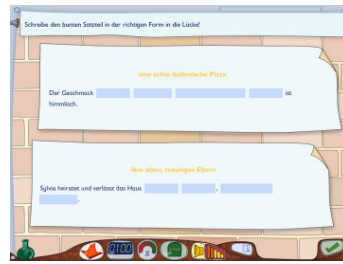 Schreibe den bunten Satzteil in der richtigen Form in die Lücke!
eine echte italienische Pizza
Der Geschmack ist
himmlisch.
ihre alten, traurigen Eltern
Sylvia heiratet und verlässt das Haus ,
.
0100